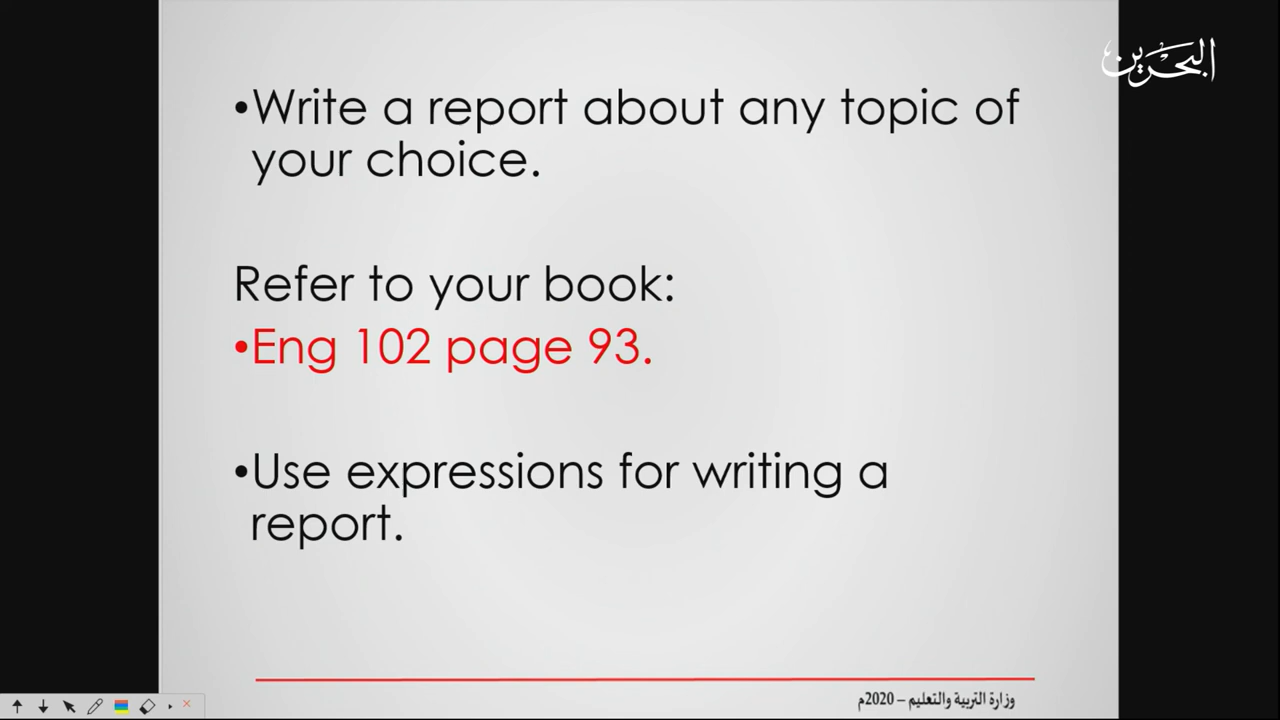 البحرين
•Write a report about any topic of
your choice.
Refer to your book:
•Eng 102 page 93.
•Use expressions for writing a
report.
وزارة التربية والتعليم – 2020م